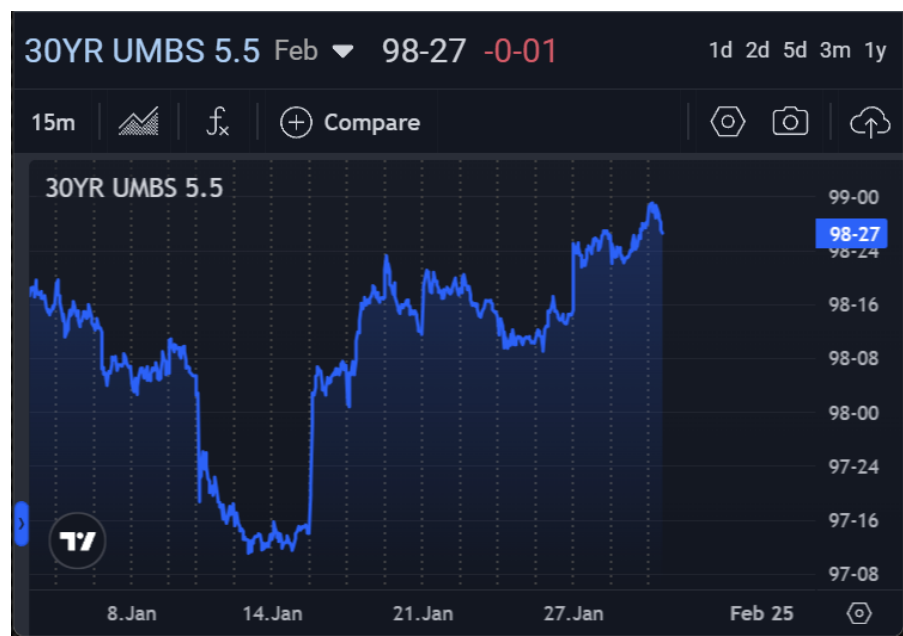 30YR UMBS 5.5 Feb 98-27 -0-01 1d 2d 5d 3m 1y
15m fx Compare
30YR UMBS 5.5
99-00
98-27
98-24
98-16
98-08
98-00
97-24
97-16
97-08
8.Jan 14.Jan 21.Jan 27.Jan Feb 25